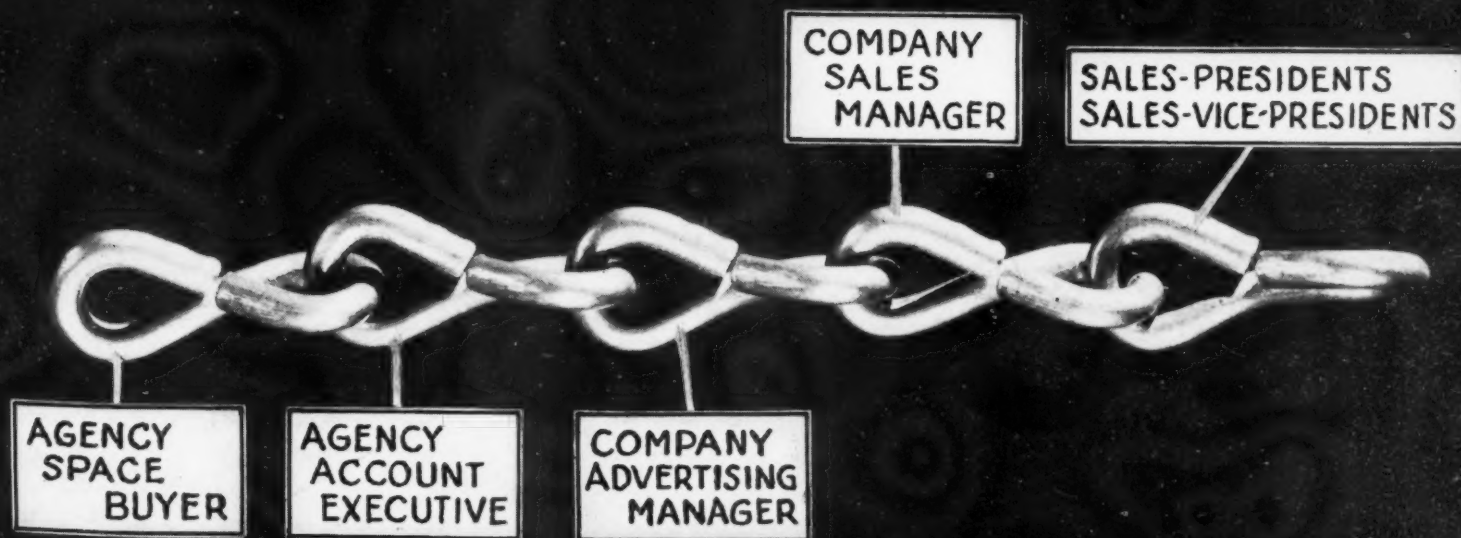 COMPANY
SALES
MANAGER
SALES-PRESIDENTS
SALES-VICE-PRESIDENTS
AGENCY
SPACE
BUYER
AGENCY
ACCOUNT
EXECUTIVE
COMPANY
ADVERTISING
MANAGER